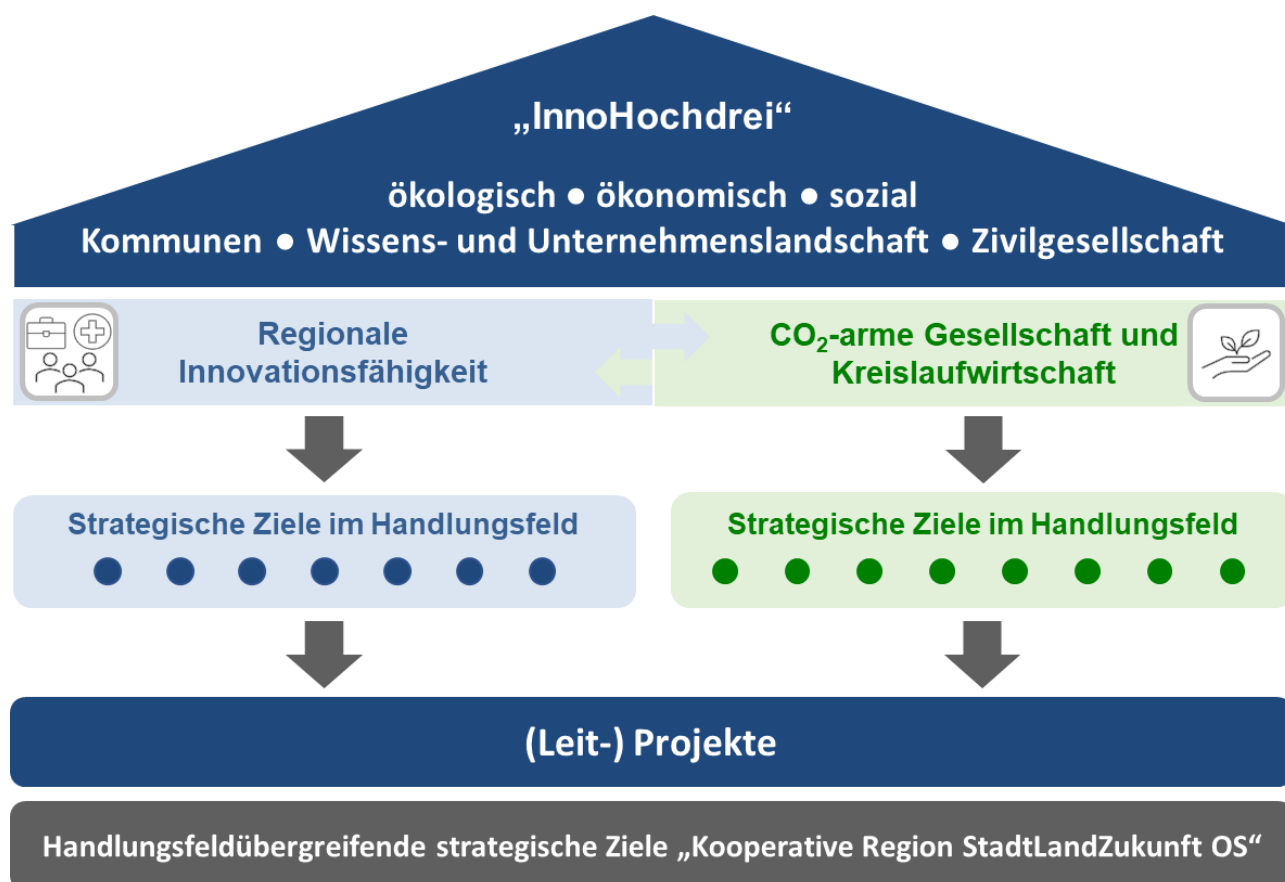 „InnoHochdrei“
ökologisch ● ökonomisch ● sozial
Kommunen ● Wissens- und Unternehmenslandschaft ● Zivilgesellschaft
Regionale
Innovationsfähigkeit
CO₂-arme Gesellschaft und
Kreislaufwirtschaft
Strategische Ziele im Handlungsfeld
Strategische Ziele im Handlungsfeld
(Leit-) Projekte
Handlungsfeldübergreifende strategische Ziele „Kooperative Region StadtLandZukunft OS“